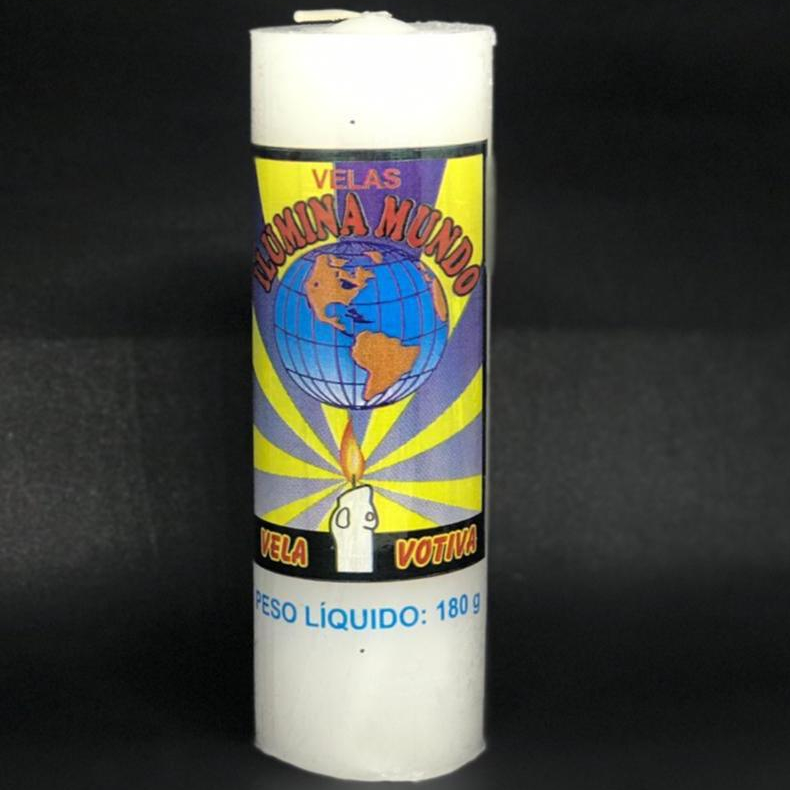 VELAS
ILUMINA MUNDO
VELA VOTIVA
PESO LÍQUIDO: 180 g